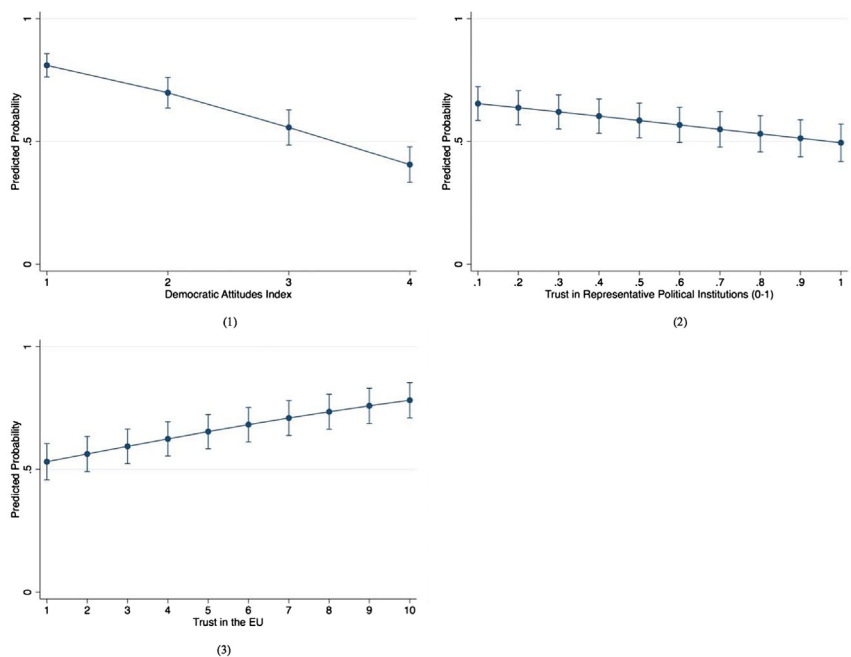 Predicted Probability
1
.5
0
1 2 3 4
Democratic Attitudes Index
(1)
Predicted Probability
1
.5
0
.1 .2 .3 .4 .5 .6 .7 .8 .9 1
Trust in Representative Political Institutions (0-1)
(2)
Predicted Probability
1
.5
0
1 2 3 4 5 6 7 8 9 10
Trust in the EU
(3)